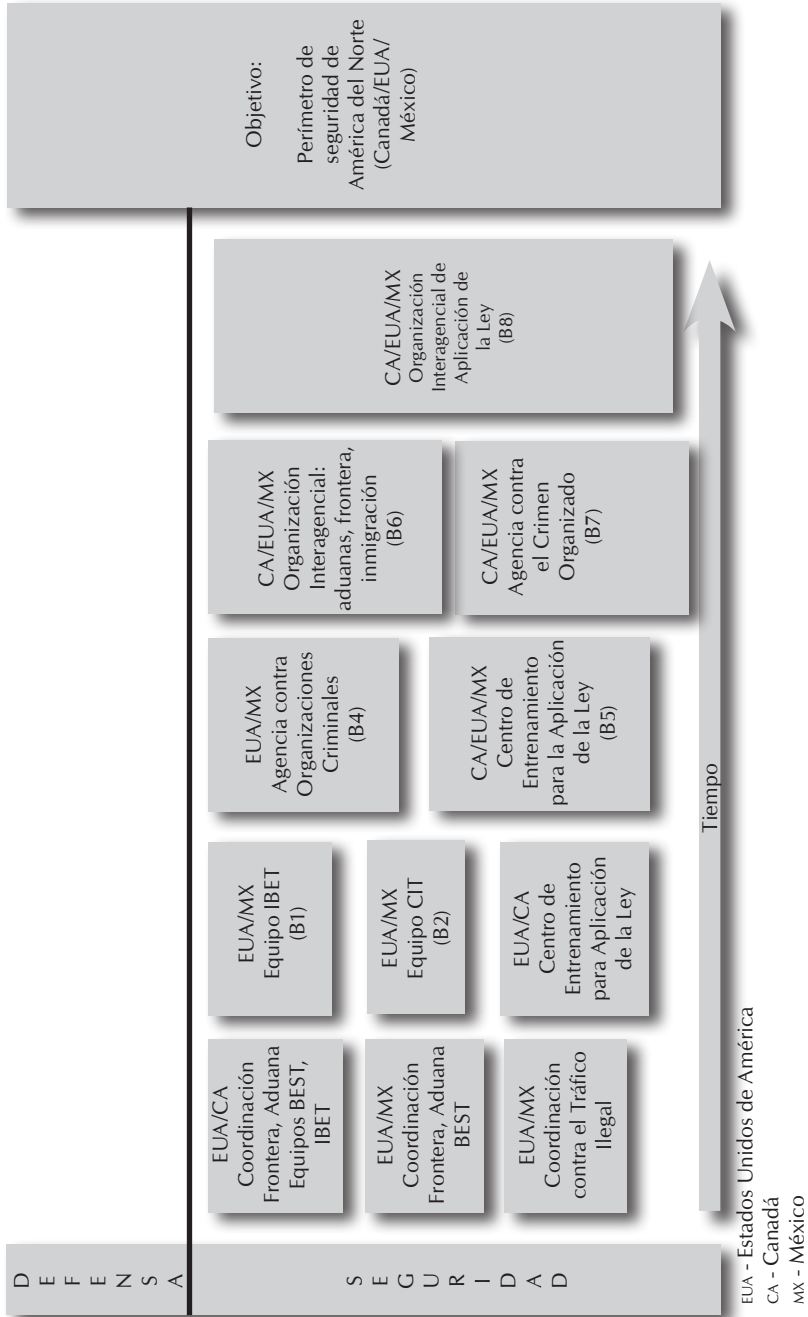 D
E
F
E
N
S
A
S
E
G
U
R
I
D
A
D
EUA/CA
Coordinación
Frontera, Aduana
Equipos BEST,
IBET
EUA/MX
Coordinación
Frontera, Aduana
BEST
EUA/MX
Coordinación
contra el Tráfico
Ilegal
EUA/MX
Equipo IBET
(B1)
EUA/MX
Equipo CIT
(B2)
EUA/CA
Centro de
Entrenamiento
para Aplicación
de la Ley
EUA/MX
Agencia contra
Organizaciones
Criminales
(B4)
CA/EUA/MX
Centro de
Entrenamiento
para la Aplicación
de la Ley
(B5)
CA/EUA/MX
Organización
Interagencial:
aduanas, frontera,
inmigración
(B6)
CA/EUA/MX
Agencia contra
el Crimen
Organizado
(B7)
CA/EUA/MX
Organización
Interagencial de
Aplicación de
la Ley
(B8)
Objetivo:
Perímetro de
seguridad de
América del Norte
(Canadá/EUA/
México)
Tiempo
EUA - Estados Unidos de América
CA - Canadá
MX - México